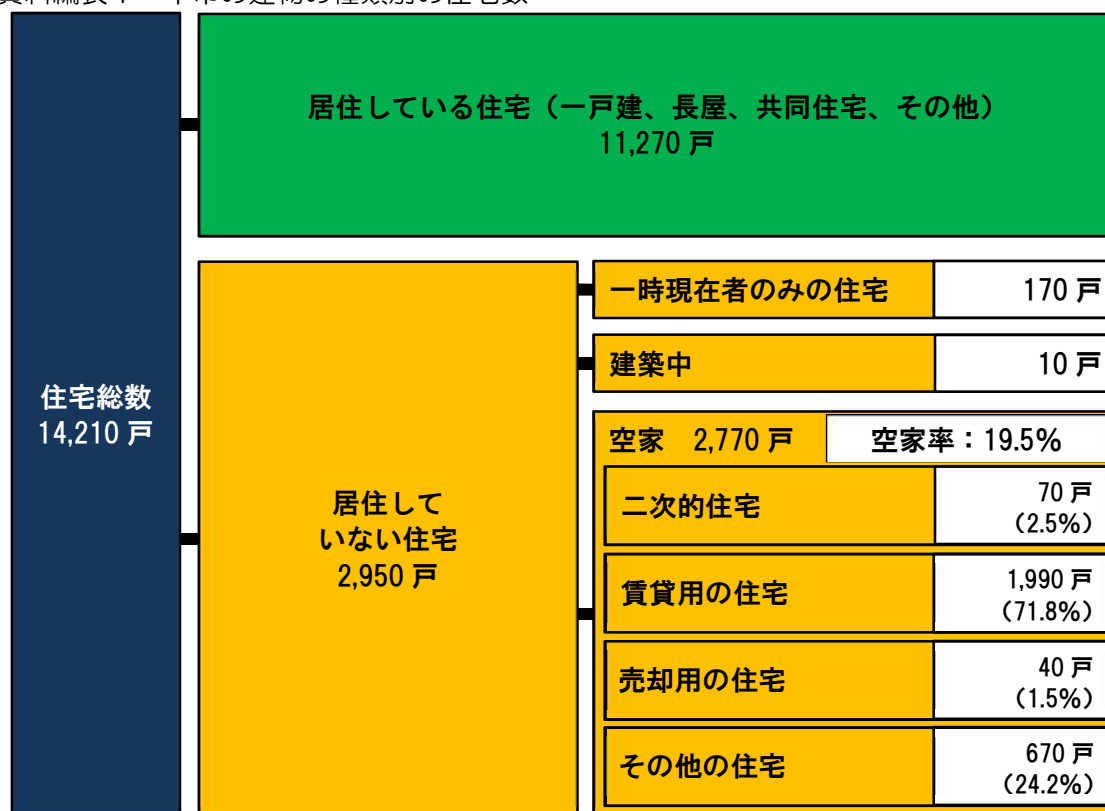 住宅総数
14,210 戸
居住している住宅（一戸建、長屋、共同住宅、その他）
11,270 戸
居住して
いない住宅
2,950 戸
一時現在者のみの住宅 170 戸
建築中 10 戸
空家 2,770 戸 空家率：19.5%
二次的住宅 70 戸
(2.5%)
賃貸用の住宅 1,990 戸
(71.8%)
売却用の住宅 40 戸
(1.5%)
その他の住宅 670 戸
(24.2%)